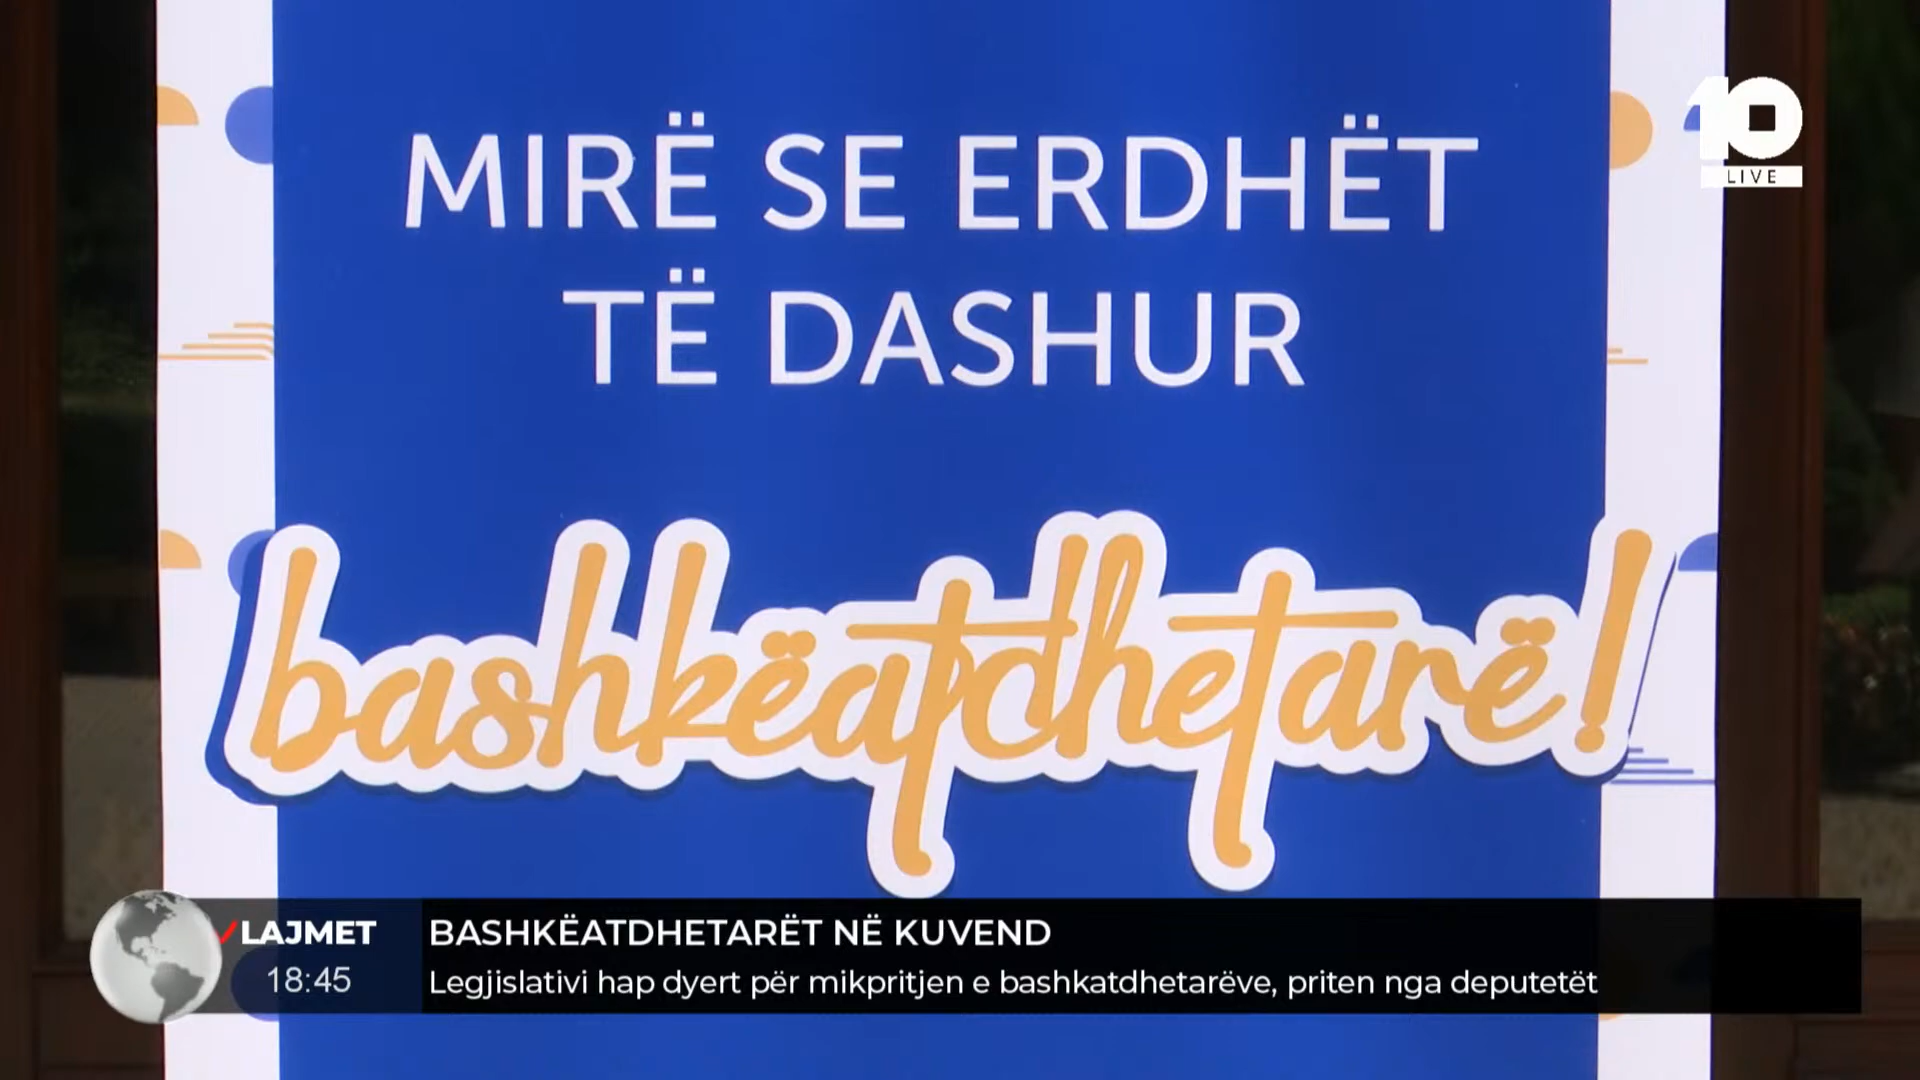 MIRË SE ERDHËT
TË DASHUR
bashkëatdhetarë!
10
LIVE
LAJMET
18:45
BASHKËATDHETARËT NË KUVEND
Legjislativi hap dyert për mikpritjen e bashkatdhetarëve, priten nga deputetët